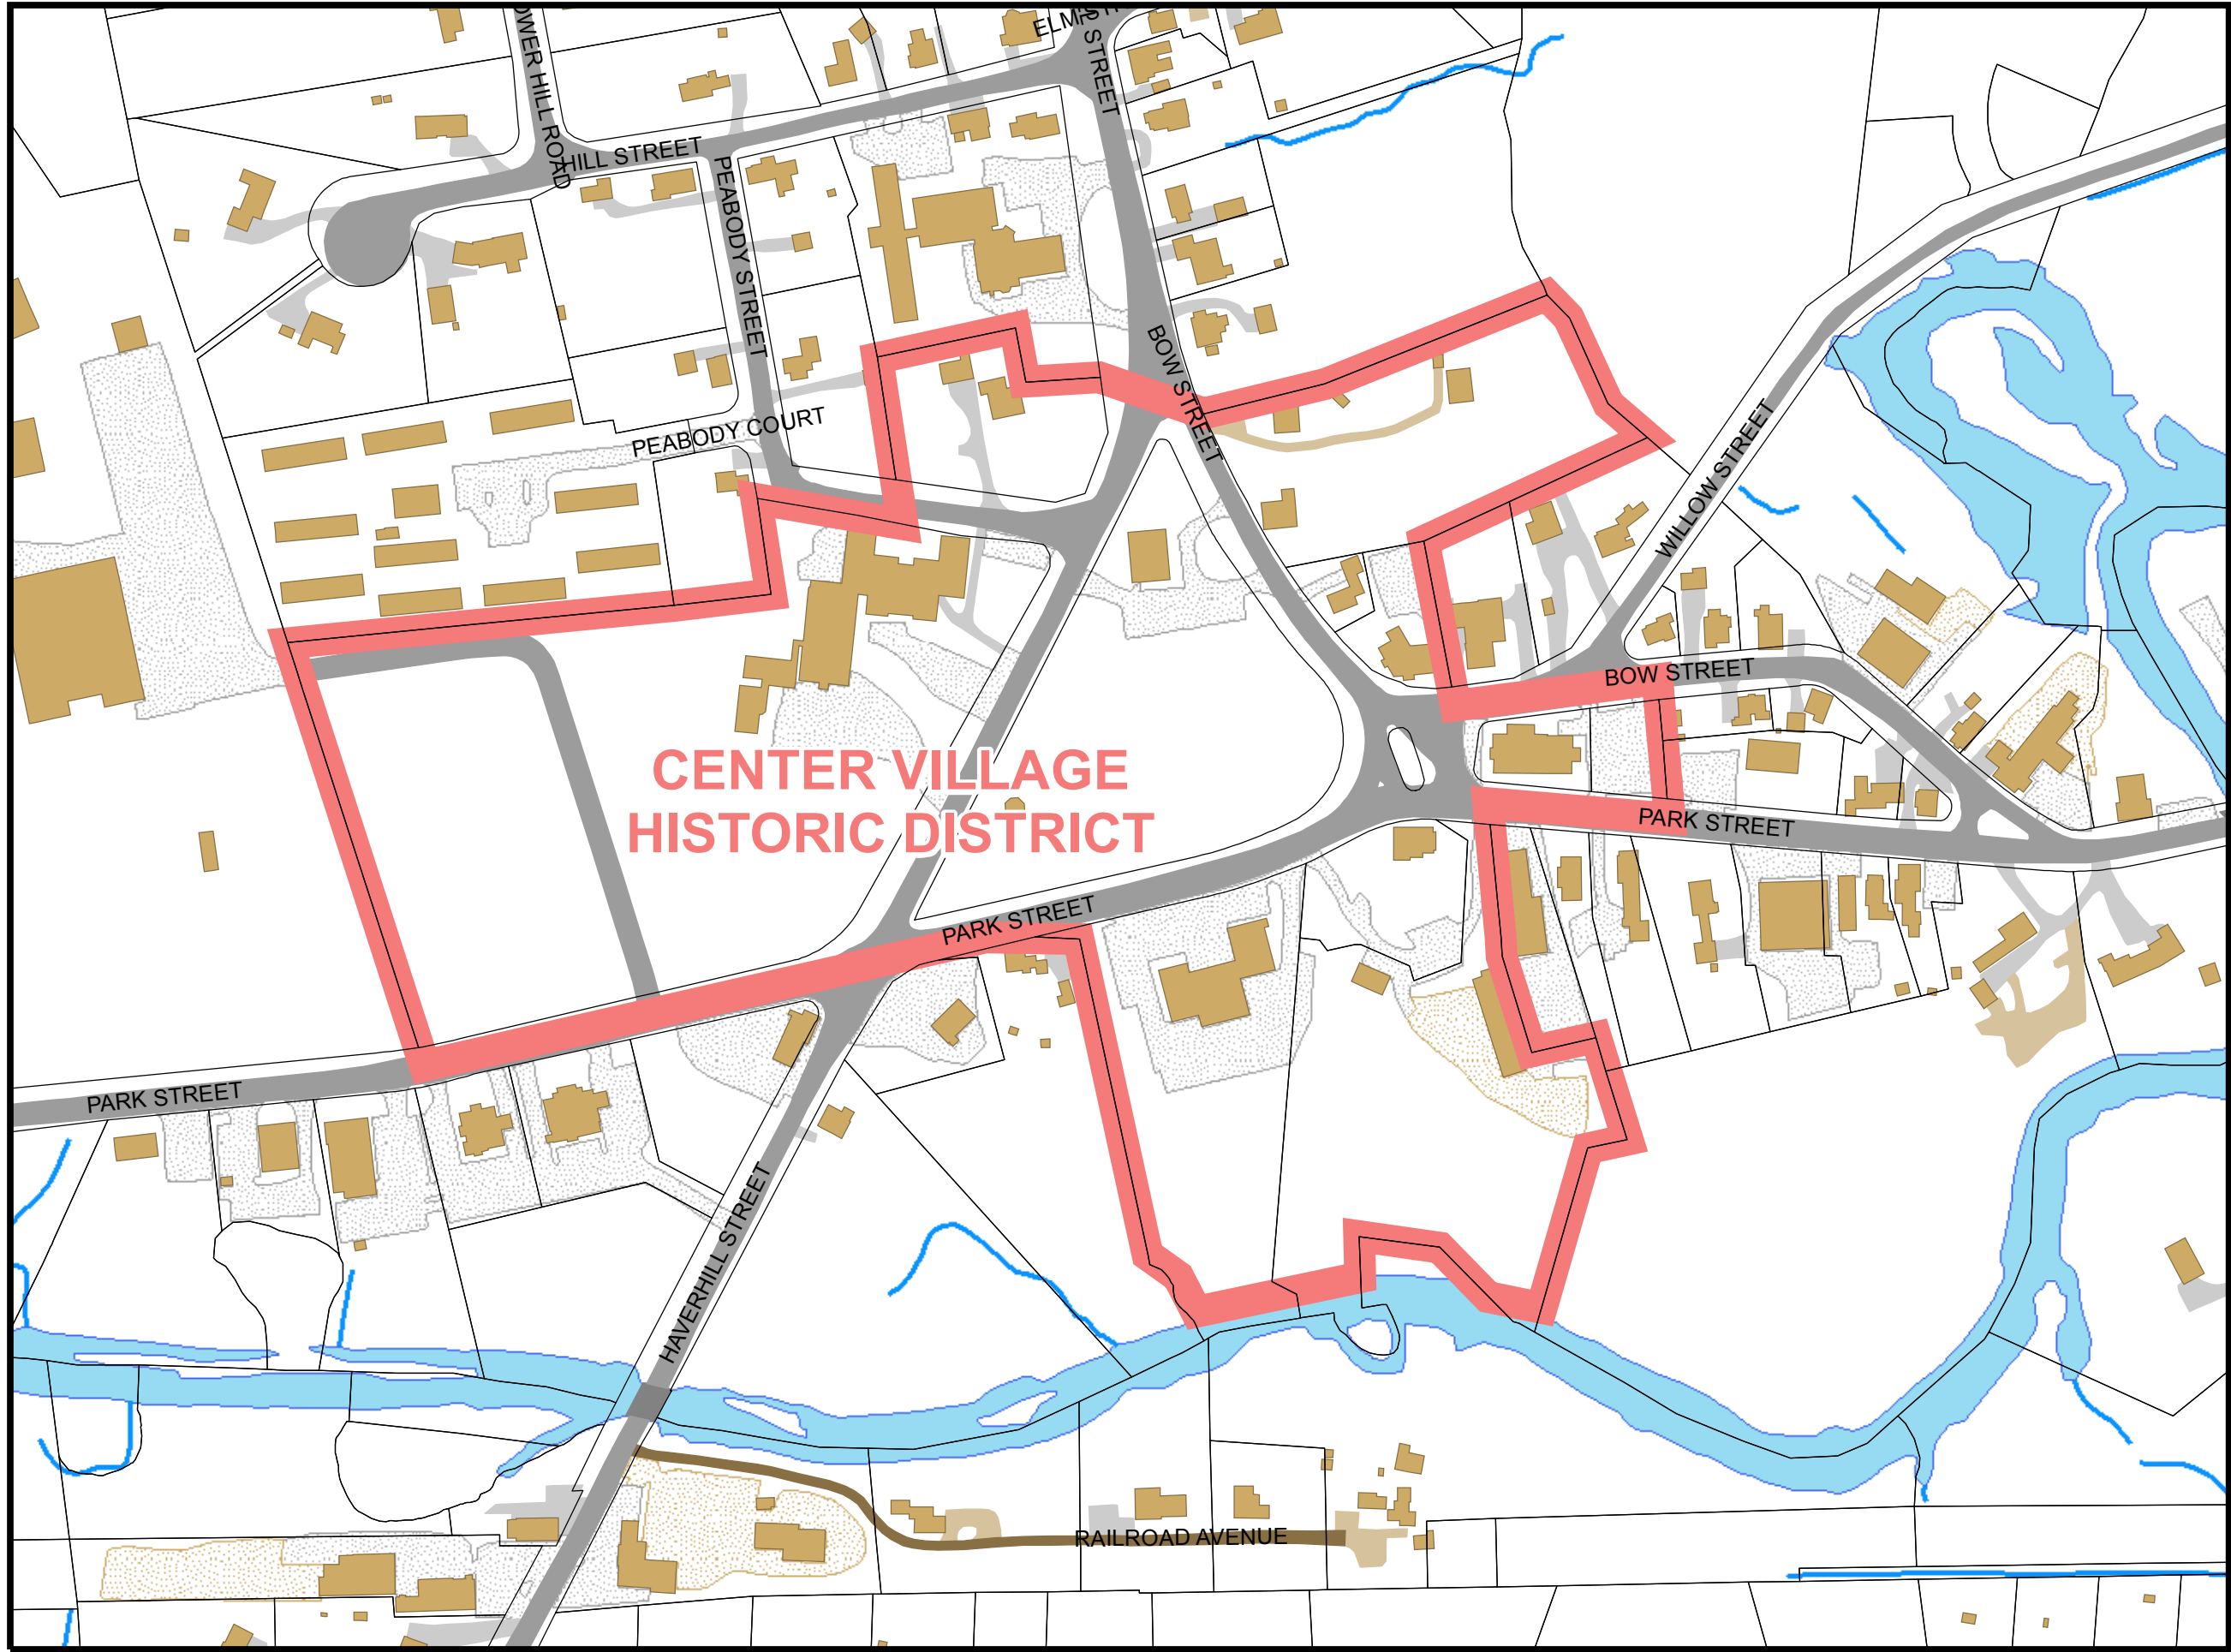 HILL STREET
PEABODY STREET
BOW STREET
PEABODY COURT
WILLOW STREET
BOW STREET
CENTER VILLAGE
HISTORIC DISTRICT
PARK STREET
PARK STREET
PARK STREET
HAVERHILL STREET
RAILROAD AVENUE